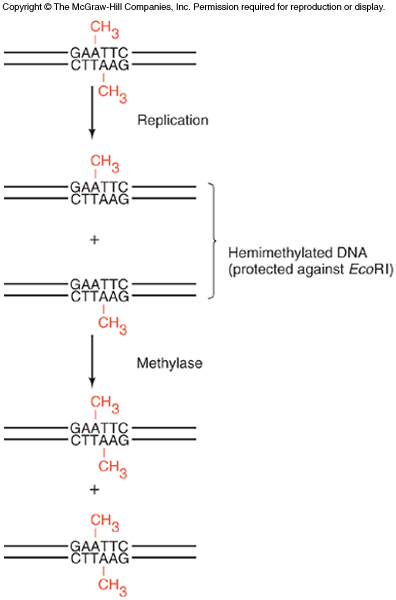 Copyright © The McGraw-Hill Companies, Inc. Permission required for reproduction or display.
CH3
GAATTC
CTTAAG
CH3
Replication
CH3
GAATTC
CTTAAG
+
Hemimethylated DNA
(protected against EcoRI)
GAATTC
CTTAAG
CH3
Methylase
CH3
GAATTC
CTTAAG
CH3
+
CH3
GAATTC
CTTAAG
CH3